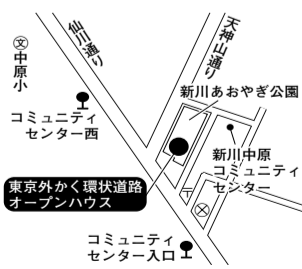 仙川通り
天神山通り
文
中原小
新川あおやぎ公園
コミュニティ
センター西
新川中原
コミュニティ
センター
東京外かく環状道路
オープンハウス
コミュニティ
センター入口